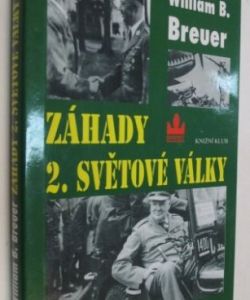 William B.
Breuer
ZÁHADY
2. SVĚTOVÉ VÁLKY
KNIŽNÍ KLUB
William B. Breuer ZÁHADY 2. SVĚTOVÉ VÁLKY